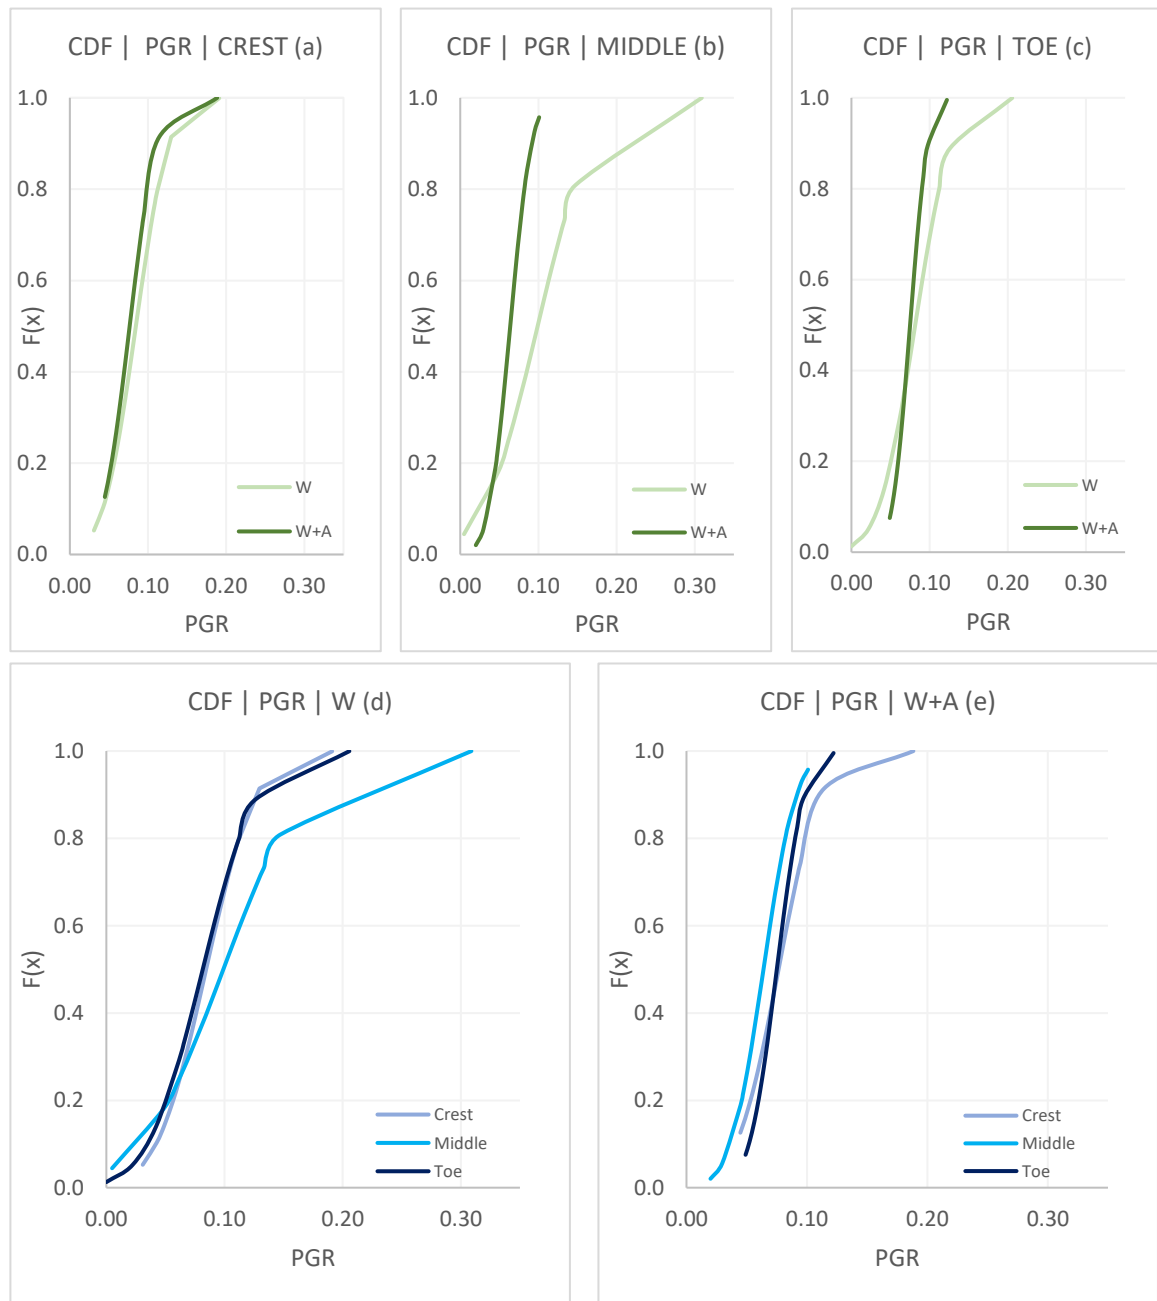 CDF | PGR | CREST (a)
1.0
0.8
0.6
0.4
0.2
0.0
F(x)
W
W+A
0.00 0.10 0.20 0.30
PGR
CDF | PGR | MIDDLE (b)
1.0
0.8
0.6
0.4
0.2
0.0
F(x)
W
W+A
0.00 0.10 0.20 0.30
PGR
CDF | PGR | TOE (c)
1.0
0.8
0.6
0.4
0.2
0.0
F(x)
W
W+A
0.00 0.10 0.20 0.30
PGR
CDF | PGR | W (d)
1.0
0.8
0.6
0.4
0.2
0.0
F(x)
Crest
Middle
Toe
0.00 0.10 0.20 0.30
PGR
CDF | PGR | W+A (e)
1.0
0.8
0.6
0.4
0.2
0.0
F(x)
Crest
Middle
Toe
0.00 0.10 0.20 0.30
PGR